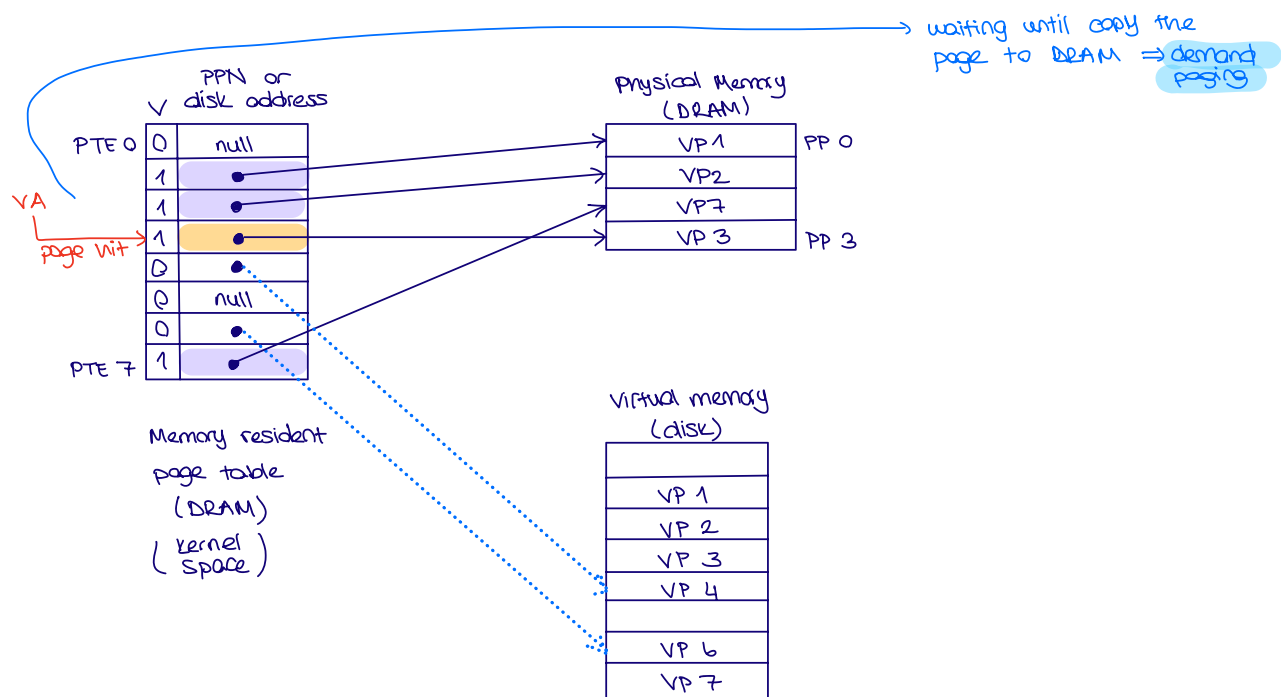 waiting until copy the
page to DRAM ⇒ demand
paging
PPN or
V disk address
PTE 0 0 null
1
1
VA
page hit 1
0
0 null
0
PTE 7 1
Memory resident
page table
(DRAM)
(kernel
space)
Physical Memory
(DRAM)
VP 1 PP 0
VP2
VP7
VP 3 PP 3
Virtual memory
(disk)
VP 1
VP 2
VP 3
VP 4
VP 6
VP 7